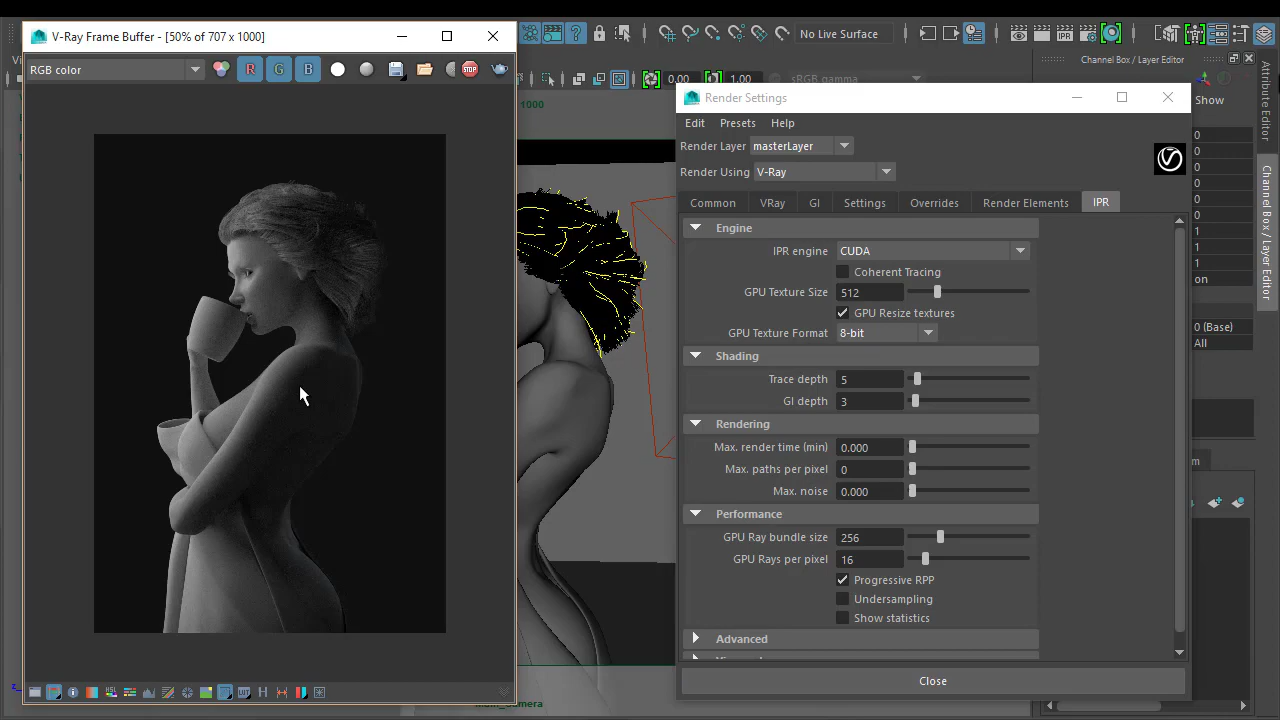 V-Ray Frame Buffer - [50% of 707 x 1000]
RGB color
R
G
B
No Live Surface
IPR
0.00
1.00
sRGB gamma
Channel Box / Layer Editor
Show
1000
Render Settings
Edit
Presets
Help
Render Layer
masterLayer
Render Using
V-Ray
Common
VRay
GI
Settings
Overrides
Render Elements
IPR
Engine
IPR engine
CUDA
Coherent Tracing
GPU Texture Size
512
GPU Resize textures
GPU Texture Format
8-bit
Shading
Trace depth
5
GI depth
3
Rendering
Max. render time (min)
0.000
Max. paths per pixel
0
Max. noise
0.000
Performance
GPU Ray bundle size
256
GPU Rays per pixel
16
Progressive RPP
Undersampling
Show statistics
Advanced
Close
0
0
0
0
0
0
1
1
1
on
0 (Base)
All
Attribute Editor
Channel Box / Layer Editor
STOP
HSL
H
Main_Camera